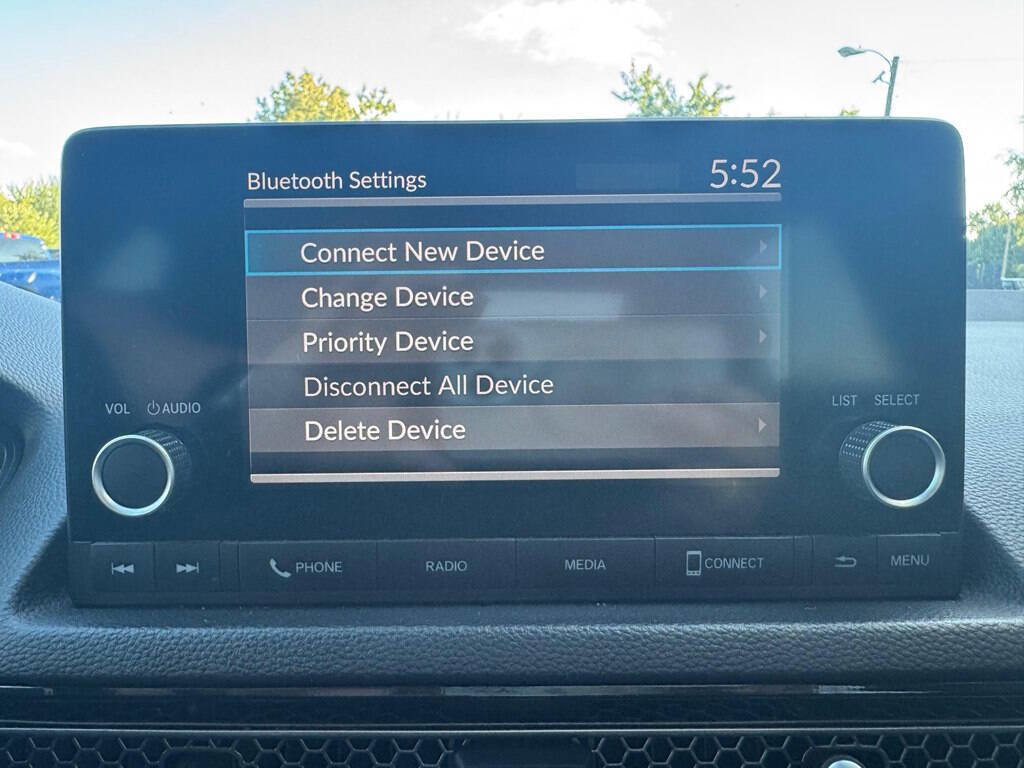 Bluetooth Settings 5:52
Connect New Device
Change Device
Priority Device
Disconnect All Device
Delete Device
VOL AUDIO
LIST SELECT
PHONE RADIO MEDIA CONNECT MENU